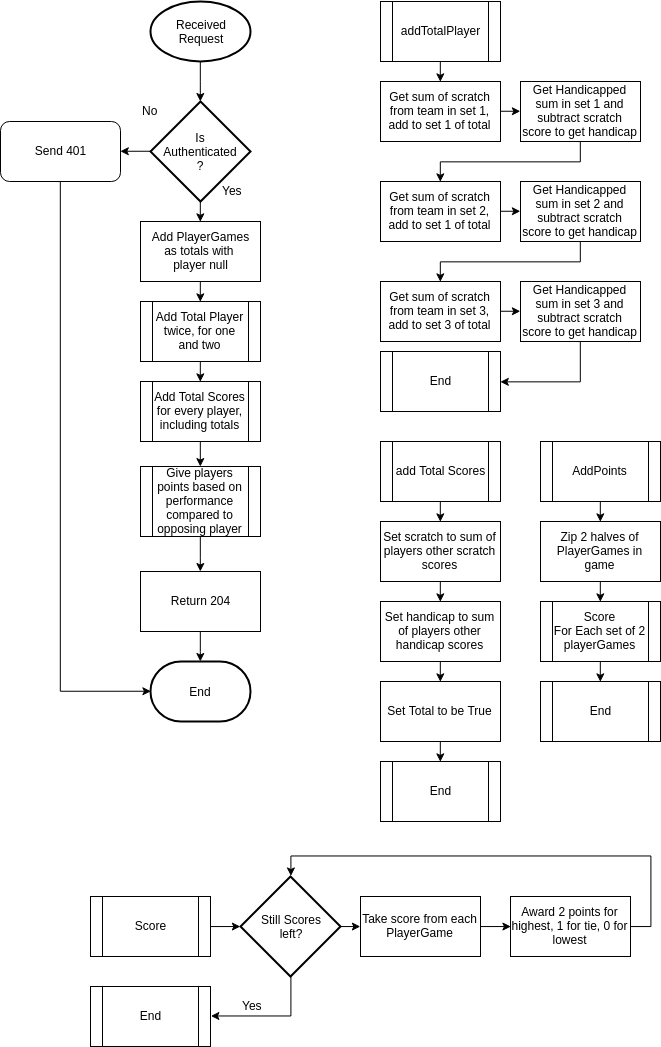 Received
Request
No
Is
Authenticated
?
Send 401
Yes
Add PlayerGames
as totals with
player null
Add Total Player
twice, for one
and two
Add Total Scores
for every player,
including totals
Give players
points based on
performance
compared to
opposing player
Return 204
End
addTotalPlayer
Get sum of scratch
from team in set 1,
add to set 1 of total
Get Handicapped
sum in set 1 and
subtract scratch
score to get handicap
Get sum of scratch
from team in set 2,
add to set 1 of total
Get Handicapped
sum in set 2 and
subtract scratch
score to get handicap
Get sum of scratch
from team in set 3,
add to set 3 of total
Get Handicapped
sum in set 3 and
subtract scratch
score to get handicap
End
add Total Scores
Set scratch to sum of
players other scratch
scores
Set handicap to sum
of players other
handicap scores
Set Total to be True
End
AddPoints
Zip 2 halves of
PlayerGames in
game
Score
For Each set of 2
playerGames
End
Score
Still Scores
left?
Take score from each
PlayerGame
Award 2 points for
highest, 1 for tie, 0 for
lowest
Yes
End